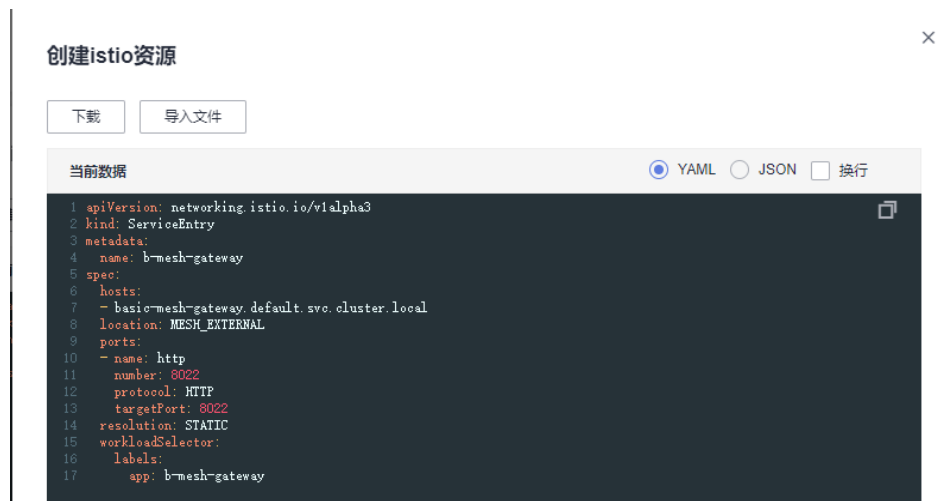 创建istio资源
下载 导入文件
当前数据 YAML JSON 换行
1 apiVersion: networking.istio.io/v1alpha3
2 kind: ServiceEntry
3 metadata:
4   name: b-mesh-gateway
5 spec:
6   hosts:
7   - basic-mesh-gateway.default.svc.cluster.local
8   location: MESH_EXTERNAL
9   ports:
10   - name: http
11     number: 8022
12     protocol: HTTP
13     targetPort: 8022
14   resolution: STATIC
15   workloadSelector:
16     labels:
17       app: b-mesh-gateway